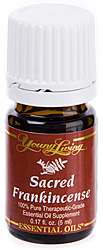 Young Living
Sacred
Frankincense
100% Pure Therapeutic-Grade
Essential Oil Supplement
0.17 fl. oz (5 ml)
ESSENTIAL OILS